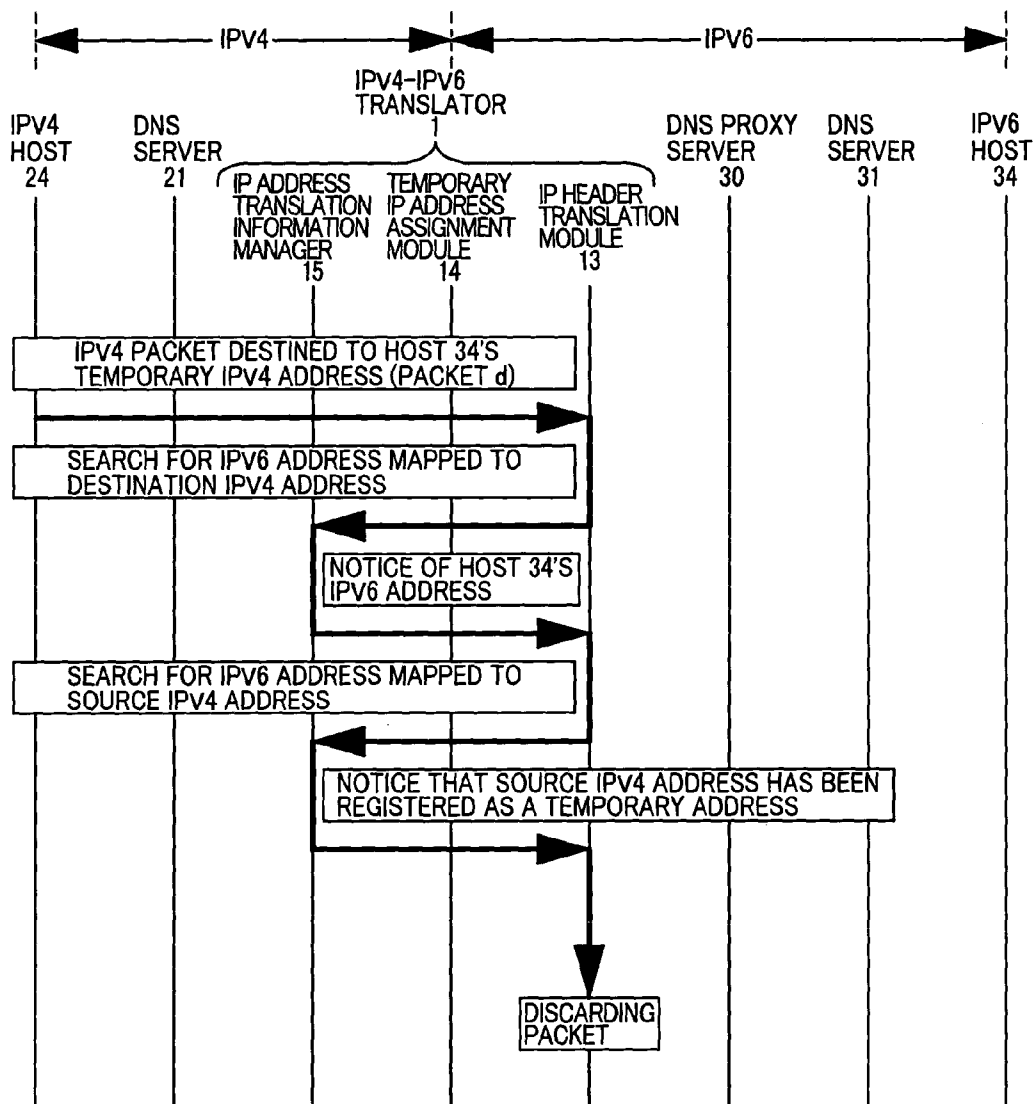 IPV4
IPV6
IPV4-IPV6
TRANSLATOR
1
IPV4
HOST
24
DNS
SERVER
21
IP ADDRESS
TRANSLATION
INFORMATION
MANAGER
15
TEMPORARY
IP ADDRESS
ASSIGNMENT
MODULE
14
IP HEADER
TRANSLATION
MODULE
13
DNS PROXY
SERVER
30
DNS
SERVER
31
IPV6
HOST
34
IPV4 PACKET DESTINED TO HOST 34'S
TEMPORARY IPV4 ADDRESS (PACKET d)
SEARCH FOR IPV6 ADDRESS MAPPED TO
DESTINATION IPV4 ADDRESS
NOTICE OF HOST 34'S
IPV6 ADDRESS
SEARCH FOR IPV6 ADDRESS MAPPED TO
SOURCE IPV4 ADDRESS
NOTICE THAT SOURCE IPV4 ADDRESS HAS BEEN
REGISTERED AS A TEMPORARY ADDRESS
DISCARDING
PACKET